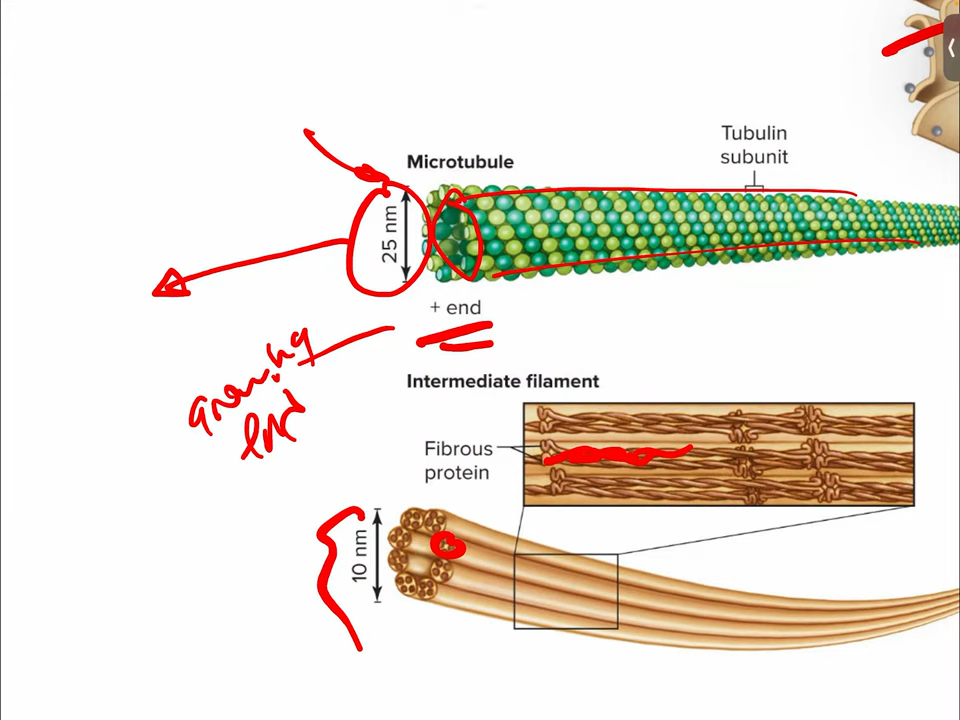 Tubulin
subunit
Microtubule
25 nm
+ end
growing
end
Intermediate filament
Fibrous
protein
10 nm